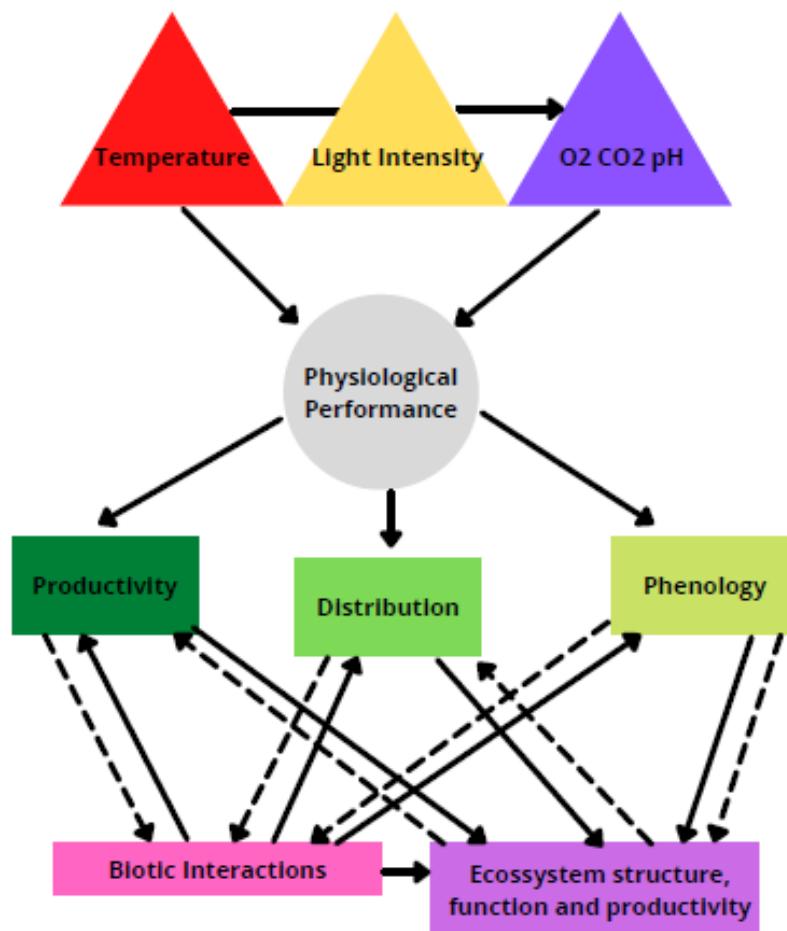 Temperature
Light Intensity
O2 CO2 pH
Physiological
Performance
Productivity
Distribution
Phenology
Biotic Interactions
Ecossystem structure,
function and productivity